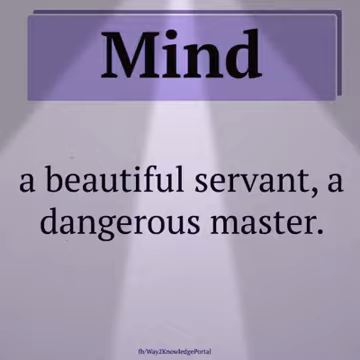 Mind
a beautiful servant, a
dangerous master.
fb/Way2KnowledgePortal